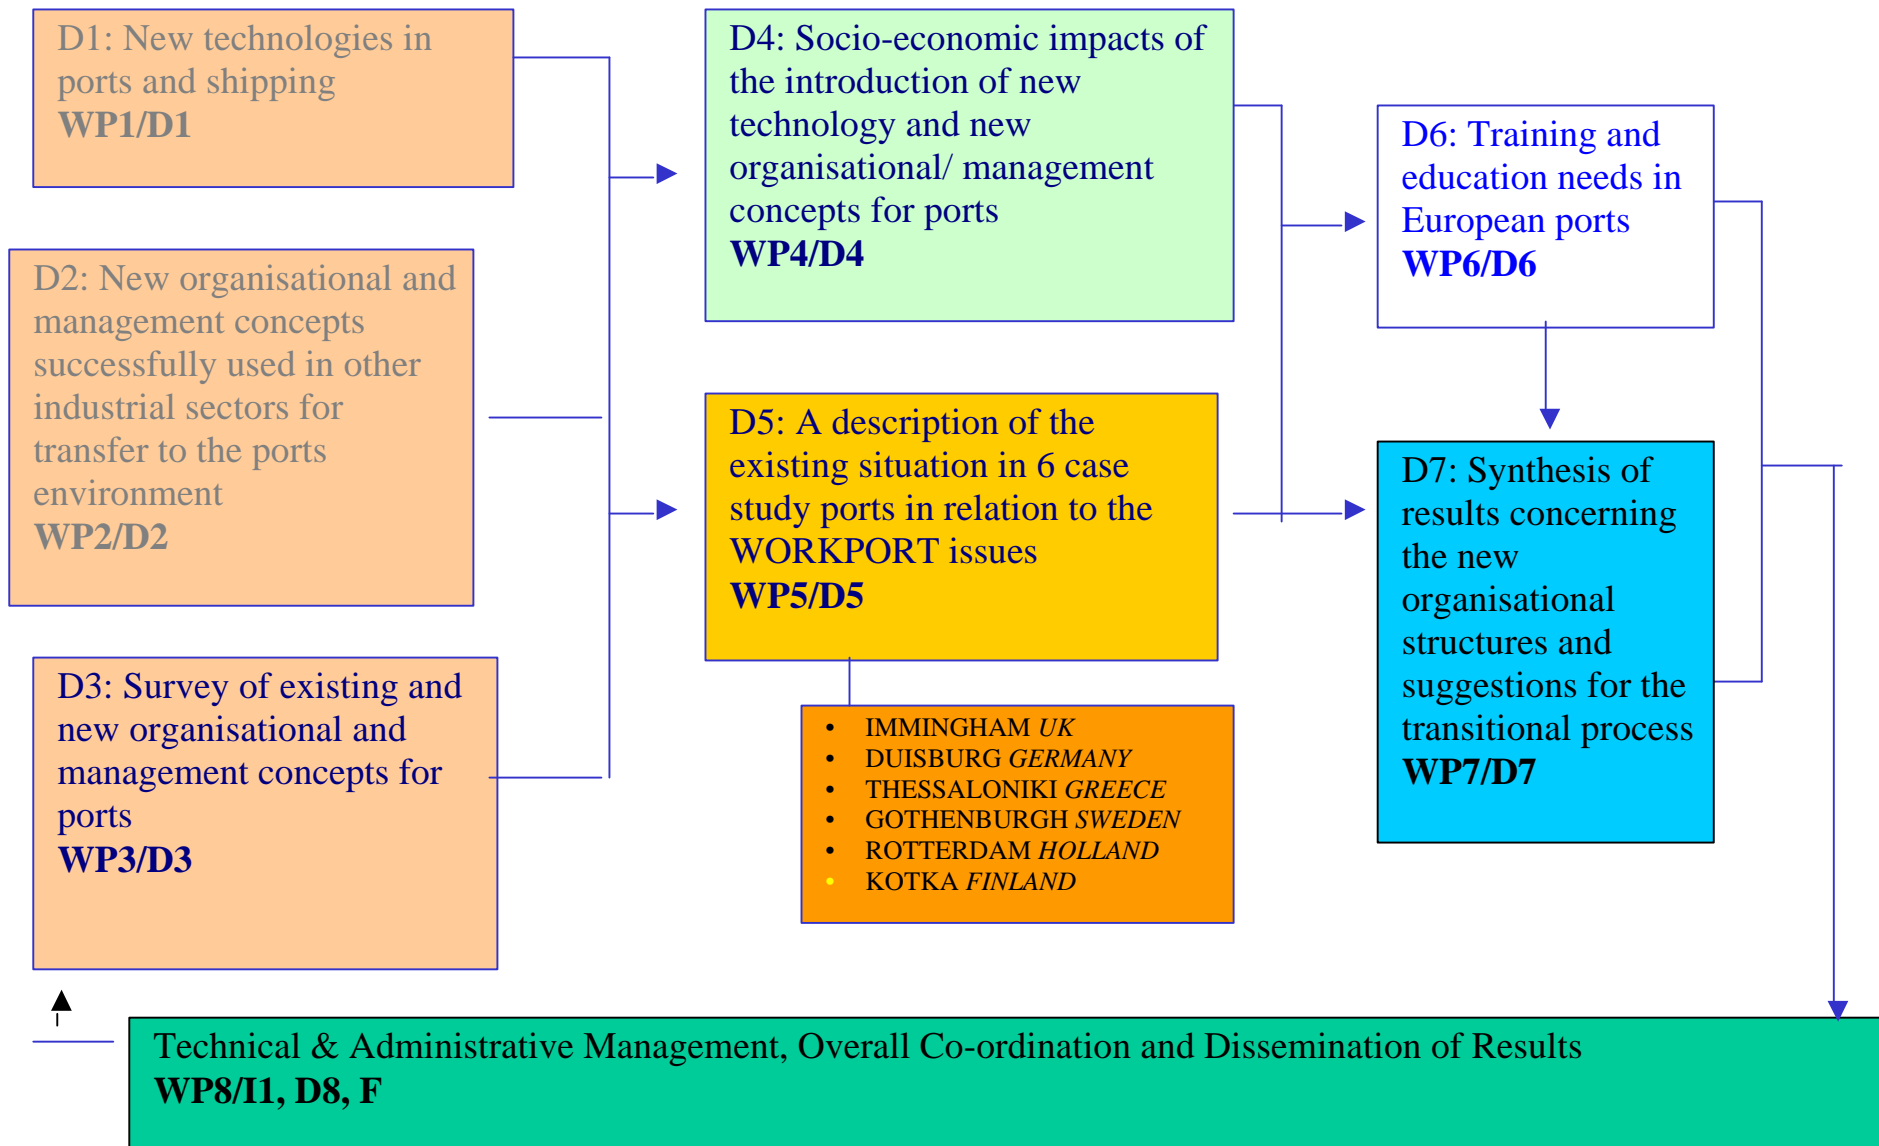 D1: New technologies in
ports and shipping
WP1/D1
D2: New organisational and
management concepts
successfully used in other
industrial sectors for
transfer to the ports
environment
WP2/D2
D3: Survey of existing and
new organisational and
management concepts for
ports
WP3/D3
D4: Socio-economic impacts of
the introduction of new
technology and new
organisational/ management
concepts for ports
WP4/D4
D5: A description of the
existing situation in 6 case
study ports in relation to the
WORKPORT issues
WP5/D5
• IMMINGHAM UK
• DUISBURG GERMANY
• THESSALONIKI GREECE
• GOTHENBURGH SWEDEN
• ROTTERDAM HOLLAND
• KOTKA FINLAND
D6: Training and
education needs in
European ports
WP6/D6
D7: Synthesis of
results concerning
the new
organisational
structures and
suggestions for the
transitional process
WP7/D7
Technical & Administrative Management, Overall Co-ordination and Dissemination of Results
WP8/I1, D8, F